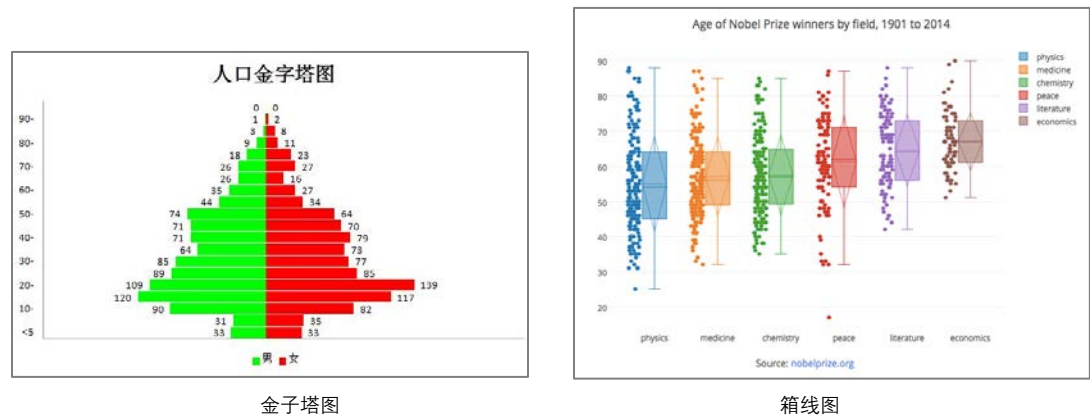 人口金字塔图
0 0
90- 1 2
3 8
80- 9 11
18 23
26 27
26 16
60- 35 27
44 34
50- 74 64
71 70
71 79
64 73
30- 85 77
89 85
20- 109 139
120 117
10- 90 82
31 35
<5 33 33
男 女
金子塔图
Age of Nobel Prize winners by field, 1901 to 2014
90
80
70
60
50
40
30
20
physics medicine chemistry peace literature economics
physics
medicine
chemistry
peace
literature
economics
Source: nobelprize.org
箱线图